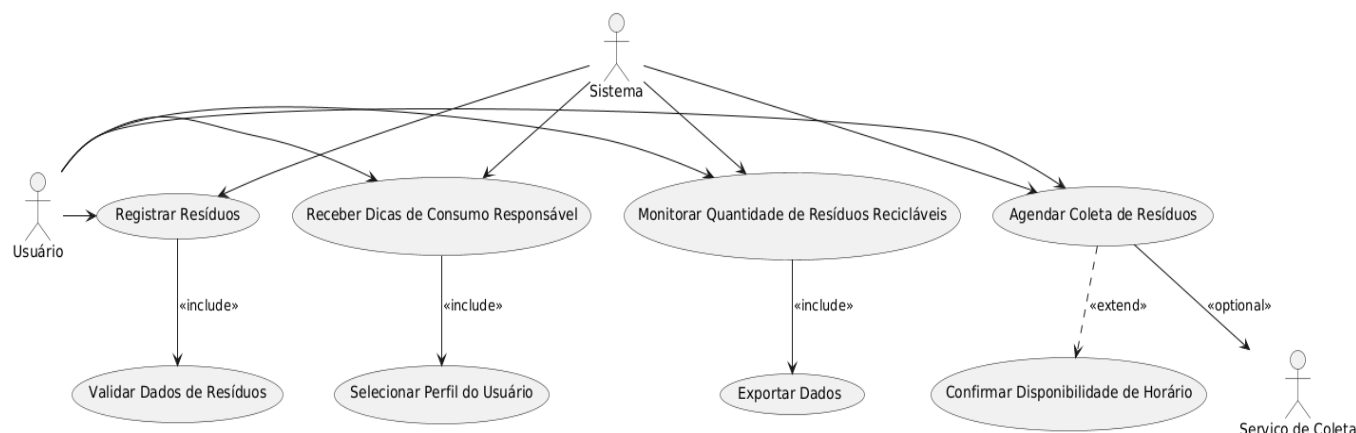 Sistema
Usuário
Registrar Resíduos
Receber Dicas de Consumo Responsável
Monitorar Quantidade de Resíduos Recicláveis
Agendar Coleta de Resíduos
«include»
«include»
«include»
«extend»
«optional»
Validar Dados de Resíduos
Selecionar Perfil do Usuário
Exportar Dados
Confirmar Disponibilidade de Horário
Serviço de Coleta